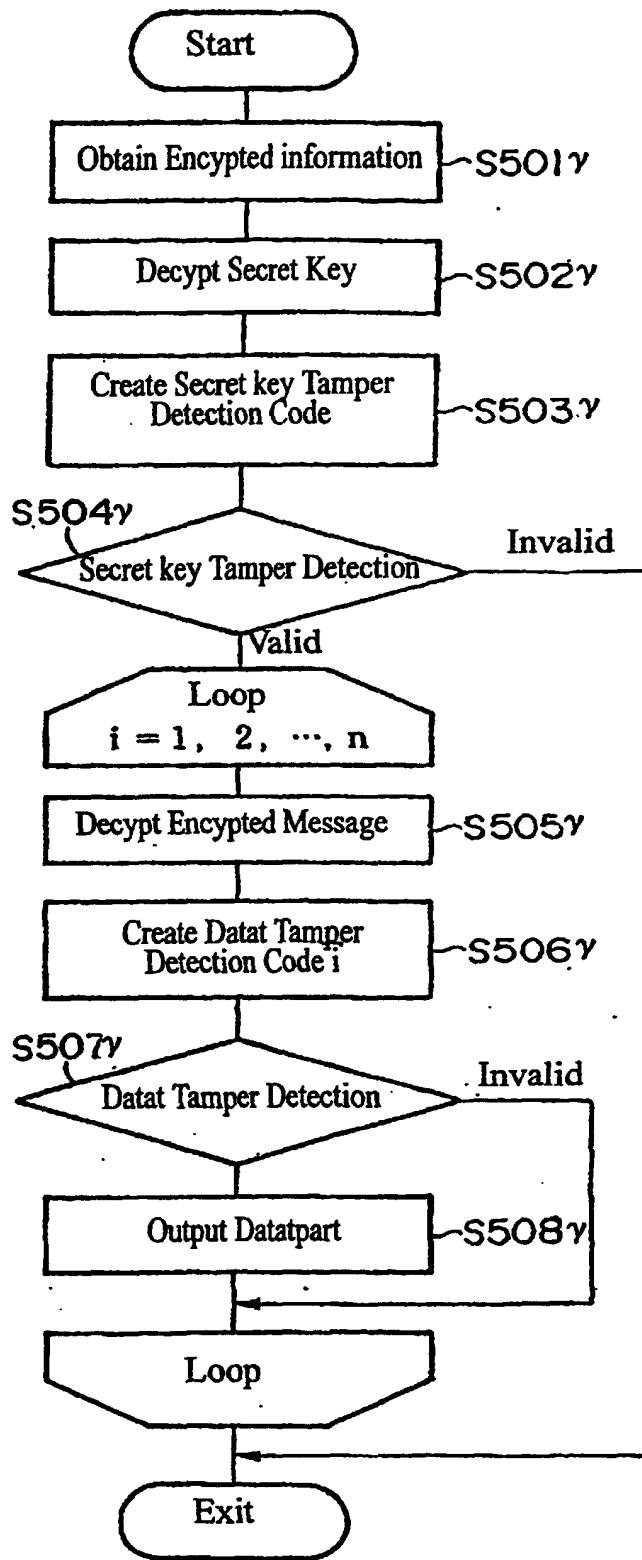 Start
Obtain Encypted information
S501γ
Decypt Secret Key
S502γ
Create Secret key Tamper
Detection Code
S503γ
S504γ
Secret key Tamper Detection
Invalid
Valid
Loop
i = 1, 2, ···, n
Decypt Encypted Message
S505γ
Create Datat Tamper
Detection Code i
S506γ
S507γ
Datat Tamper Detection
Invalid
Output Datatpart
S508γ
Loop
Exit